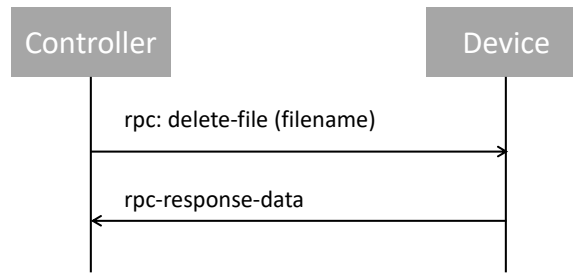 Controller
Device
rpc: delete-file (filename)
rpc-response-data